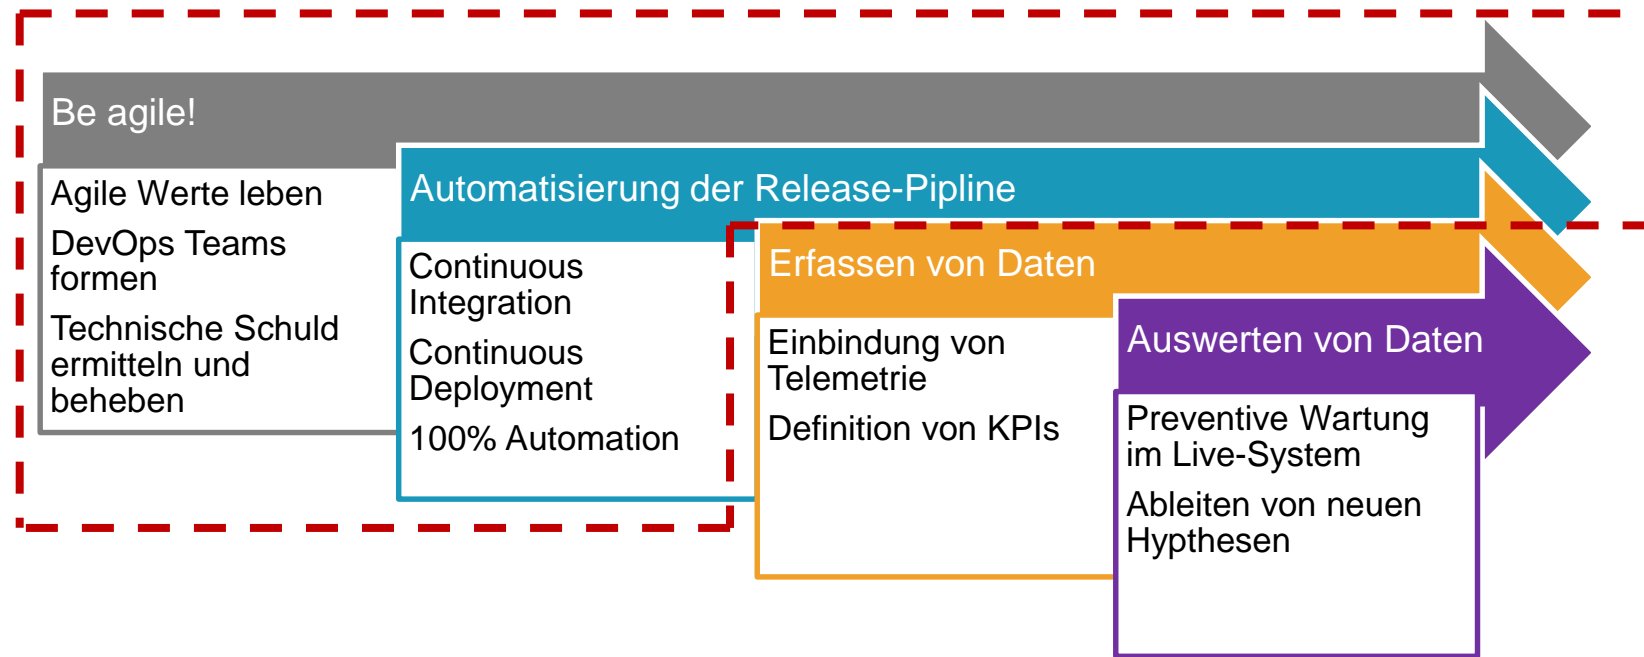 Be agile!
Agile Werte leben
DevOps Teams
formen
Technische Schuld
ermitteln und
beheben
Automatisierung der Release-Pipline
Continuous
Integration
Continuous
Deployment
100% Automation
Erfassen von Daten
Einbindung von
Telemetrie
Definition von KPIs
Auswerten von Daten
Preventive Wartung
im Live-System
Ableiten von neuen
Hypthesen